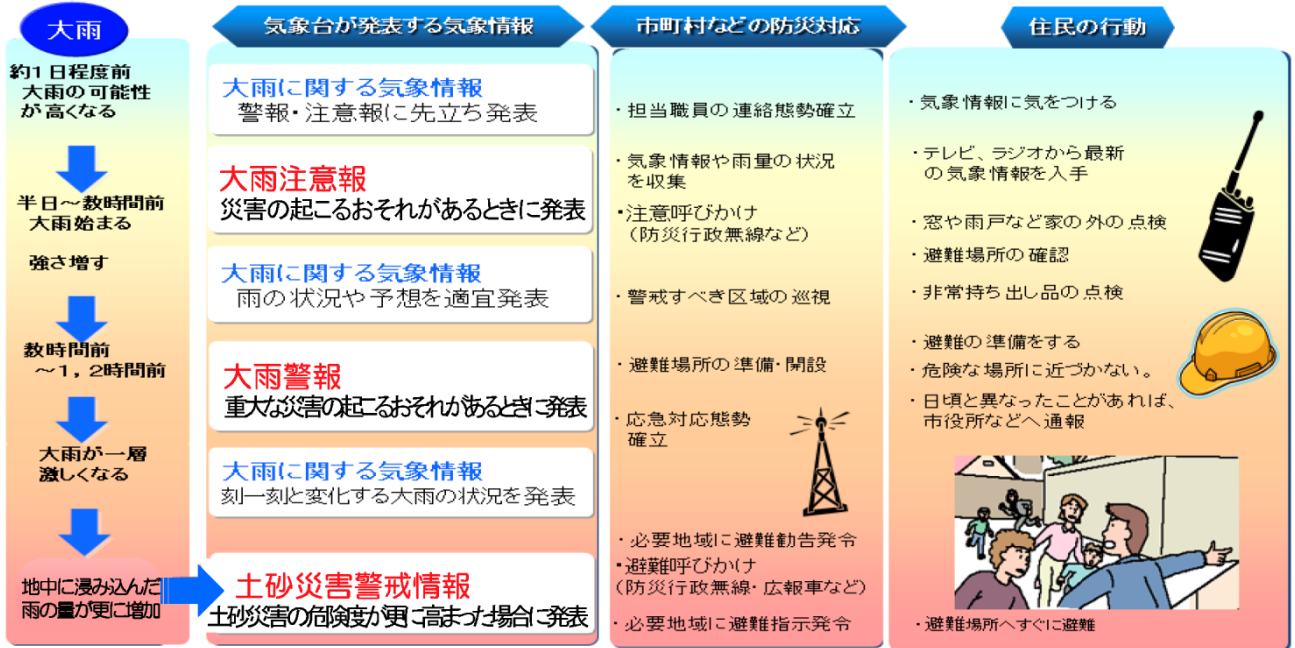 大雨
気象台が発表する気象情報
市町村などの防災対応
住民の行動
約1日程度前
大雨の可能性
が高くなる
半日～数時間前
大雨始まる
強さ増す
数時間前
～1，2時間前
大雨が一層
激しくなる
地中に浸み込んだ
雨の量が更に増加
大雨に関する気象情報
警報・注意報に先立ち発表
大雨注意報
災害の起こるおそれがあるときに発表
大雨に関する気象情報
雨の状況や予想を適宜発表
大雨警報
重大な災害の起こるおそれがあるときに発表
大雨に関する気象情報
刻一刻と変化する大雨の状況を発表
土砂災害警戒情報
土砂災害の危険度が更に高まった場合に発表
・担当職員の連絡態勢確立
・気象情報や雨量の状況
を収集
・注意呼びかけ
（防災行政無線など）
・警戒すべき区域の巡視
・避難場所の準備・開設
・応急対応態勢
確立
・必要地域に避難勧告発令
・避難呼びかけ
（防災行政無線・広報車など）
・必要地域に避難指示発令
・気象情報に気をつける
・テレビ、ラジオから最新
の気象情報を入手
・窓や雨戸など家の外の点検
・避難場所の確認
・非常持ち出し品の点検
・避難の準備をする
・危険な場所に近づかない。
・日頃と異なったことがあれば、
市役所などへ通報
・避難場所へすぐに避難